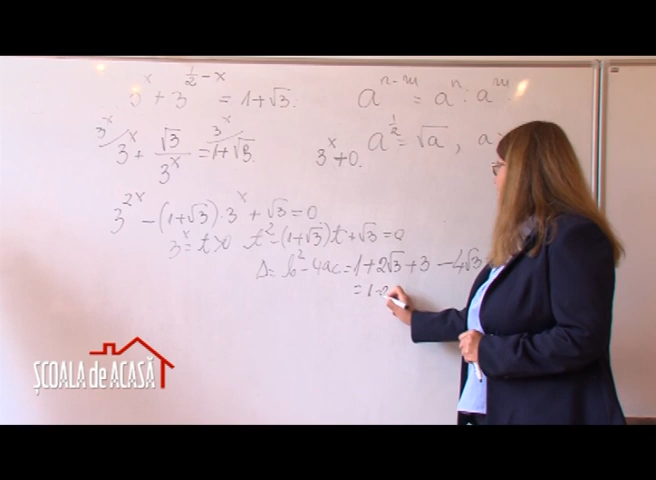 3^x + 3^{1/2 - x} = 1+√3.
a^{n-m} = a^n : a^m.
3^x
3^x
3^x + √3/3^x = 1+√3.
3^x ≠ 0.
a^{1/2} = √a , a>
3^{2x} - (1+√3) · 3^x + √3 = 0
3^x = t > 0
t^2 - (1+√3)t + √3 = 0
Δ = b^2 - 4ac = 1 + 2√3 + 3 - 4√3 =
= 1 - 2
ȘCOALA de ACASĂ